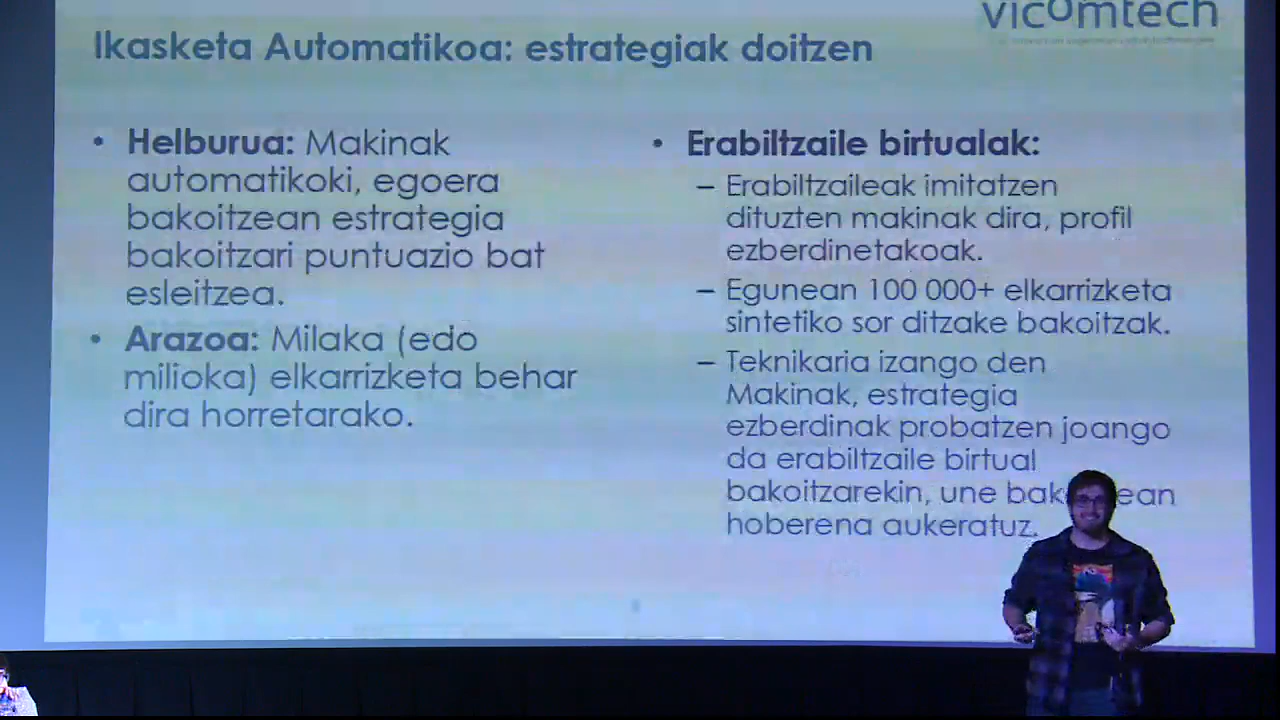 vicomtech
Ikasketa Automatikoa: estrategiak doitzen
• Helburua: Makinak
automatikoki, egoera
bakoitzean estrategia
bakoitzari puntuazio bat
esleitzea.
• Arazoa: Milaka (edo
milioka) elkarrizketa behar
dira horretarako.
• Erabiltzaile birtualak:
– Erabiltzaileak imitatzen
dituzten makinak dira, profil
ezberdinetakoak.
– Egunean 100 000+ elkarrizketa
sintetiko sor ditzake bakoitzak.
– Teknikaria izango den
Makinak, estrategia
ezberdinak probatzen joango
da erabiltzaile birtual
bakoitzarekin, une
hoberena aukeratuz.